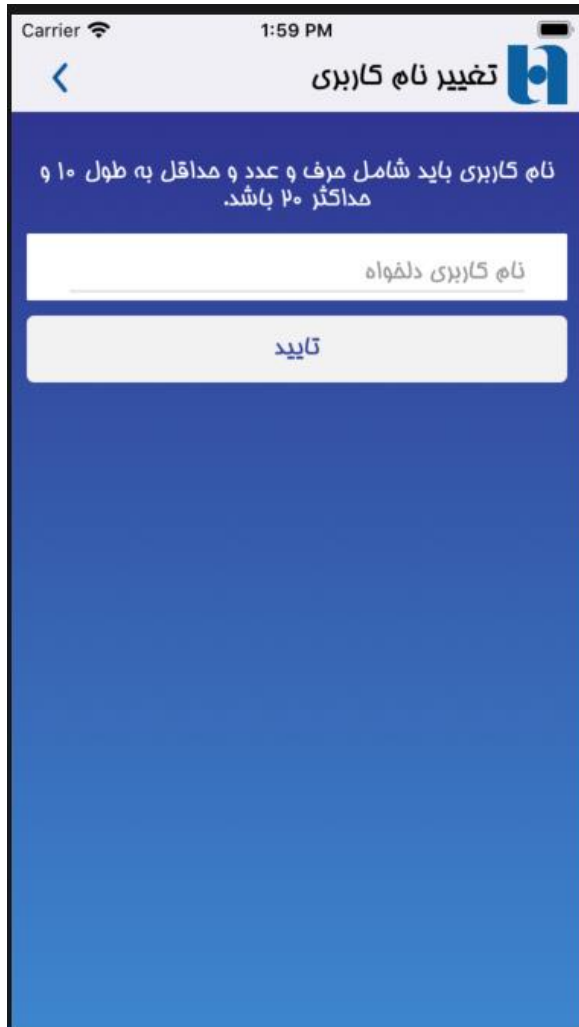 Carrier
1:59 PM
تغییر نام کاربری
نام کاربری باید شامل حرف و عدد و حداقل به طول ۱۰ و
حداکثر ۲۰ باشد.
نام کاربری دلخواه
تایید